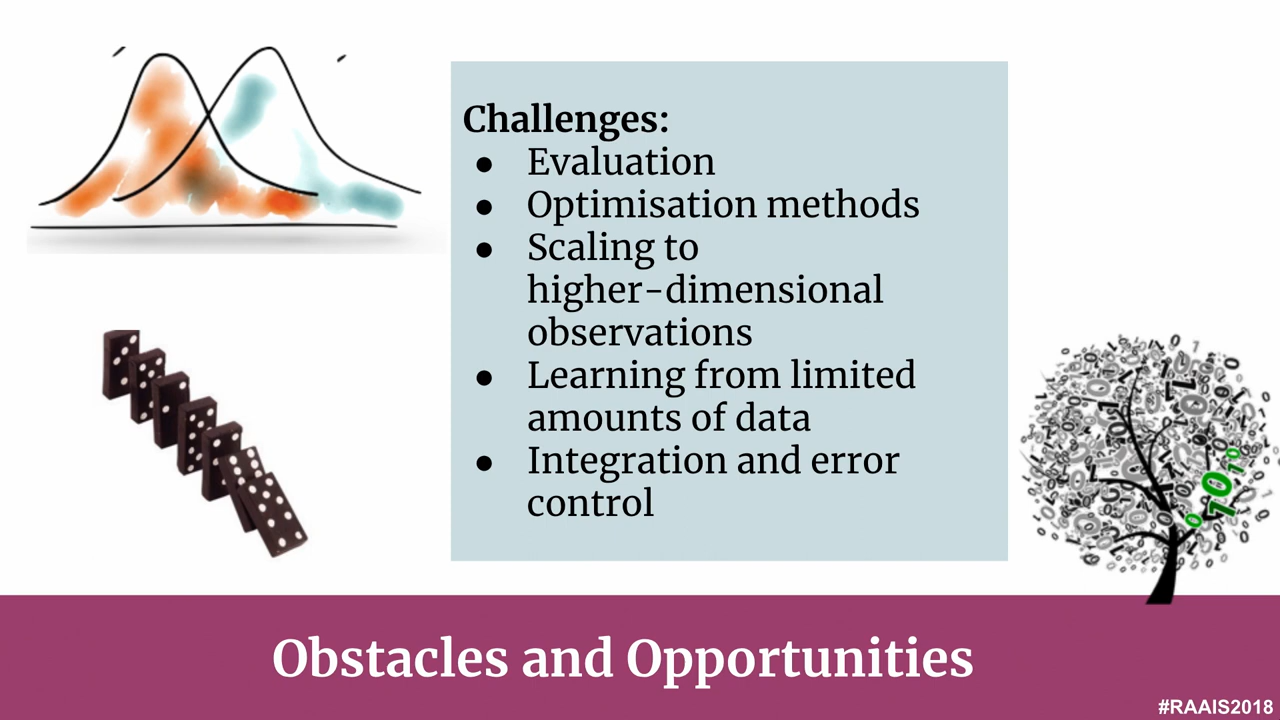 Challenges:
● Evaluation
● Optimisation methods
● Scaling to
higher-dimensional
observations
● Learning from limited
amounts of data
● Integration and error
control
Obstacles and Opportunities
#RAAIS2018